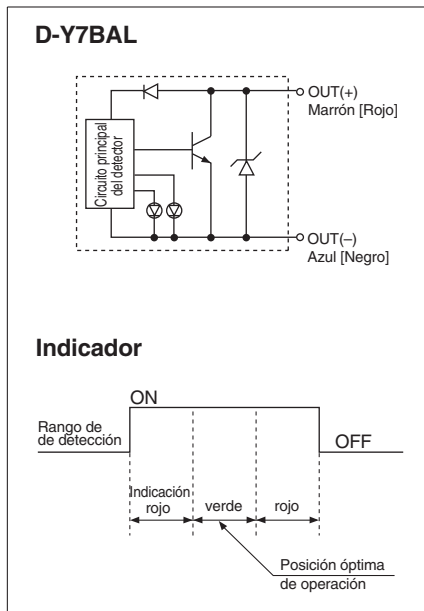 D-Y7BAL
OUT(+)
Marrón [Rojo]
Circuito principal
del detector
OUT(–)
Azul [Negro]
Indicador
ON
Rango de
de detección
OFF
Indicación
rojo
verde
rojo
Posición óptima
de operación